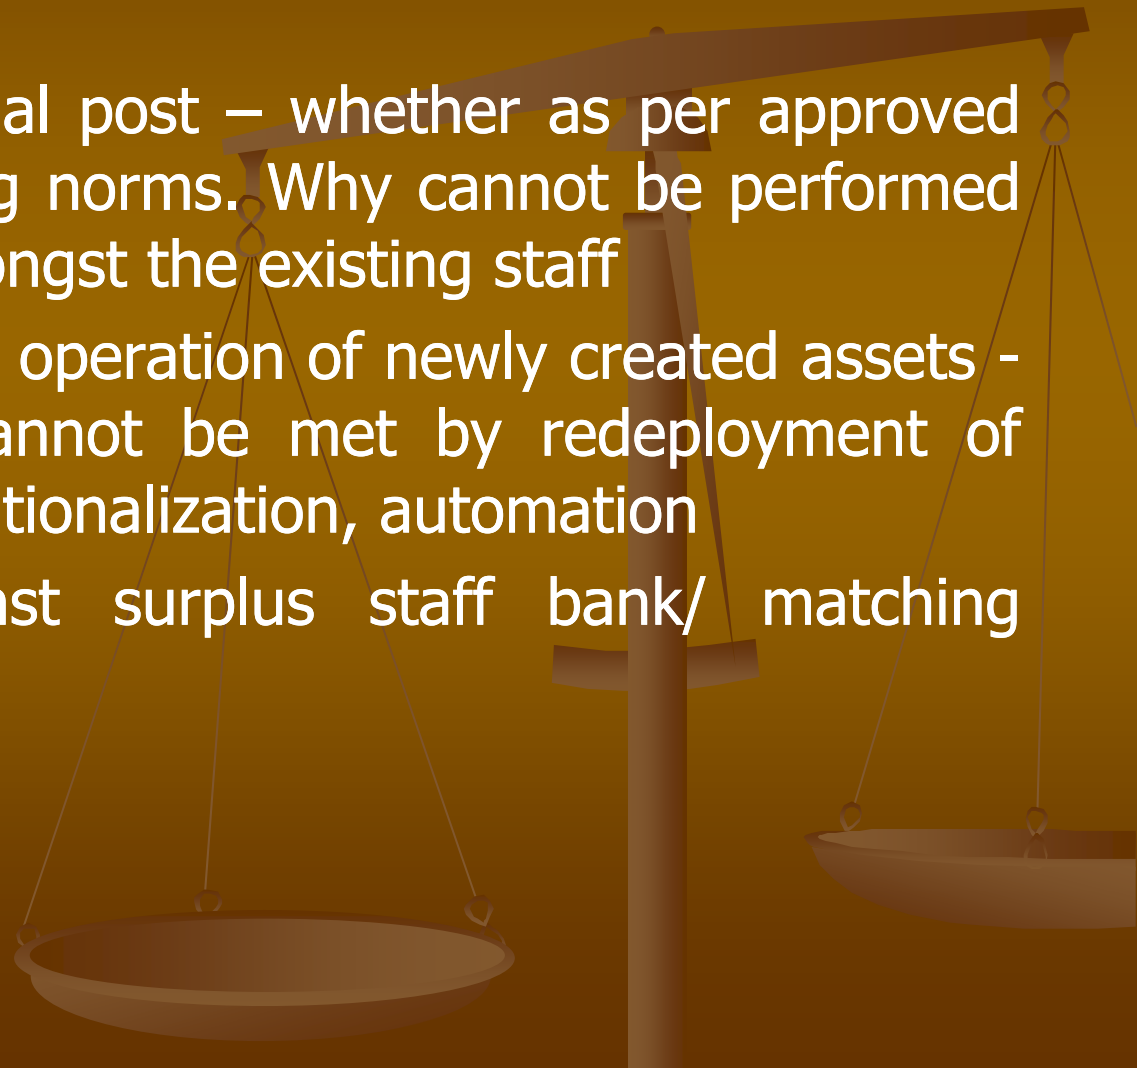 al post – whether as per approved
g norms. Why cannot be performed
ongst the existing staff
operation of newly created assets -
annot be met by redeployment of
tionalization, automation
nst surplus staff bank/ matching